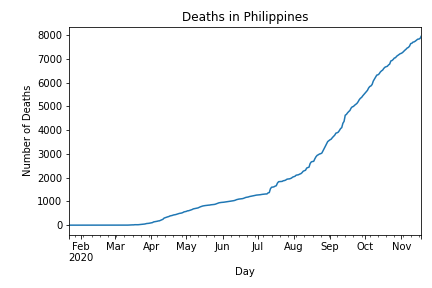 Deaths in Philippines
8000
7000
6000
5000
4000
3000
2000
1000
0
Number of Deaths
Feb Mar Apr May Jun Jul Aug Sep Oct Nov
2020
Day